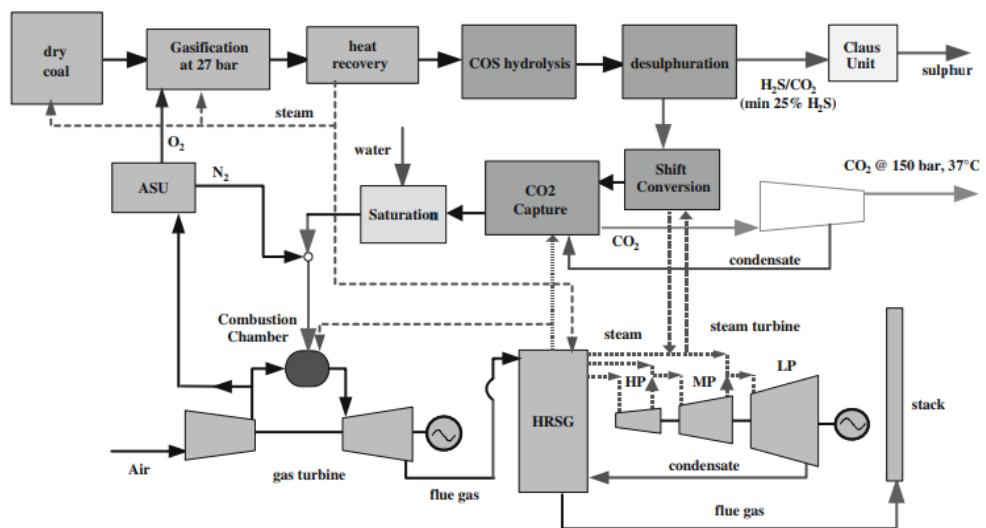 dry
coal
Gasification
at 27 bar
heat
recovery
COS hydrolysis
desulphuration
Claus
Unit
sulphur
H₂S/CO₂
(min 25% H₂S)
steam
O₂
water
ASU
N₂
Saturation
CO2
Capture
Shift
Conversion
CO₂ @ 150 bar, 37°C
CO₂
condensate
Combustion
Chamber
steam
steam turbine
HP
MP
LP
HRSG
stack
Air
gas turbine
flue gas
condensate
flue gas